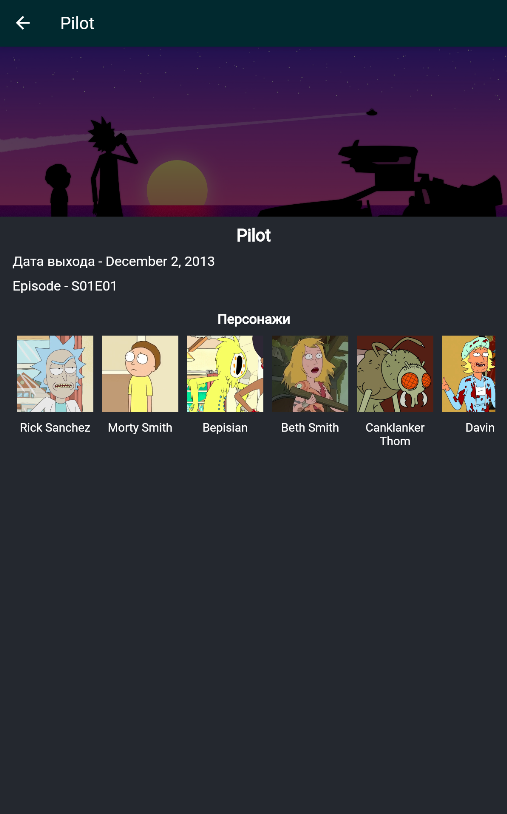 Pilot
Pilot
Дата выхода - December 2, 2013
Episode - S01E01
Персонажи
Rick Sanchez
Morty Smith
Bepisian
Beth Smith
Canklanker
Thom
Davin